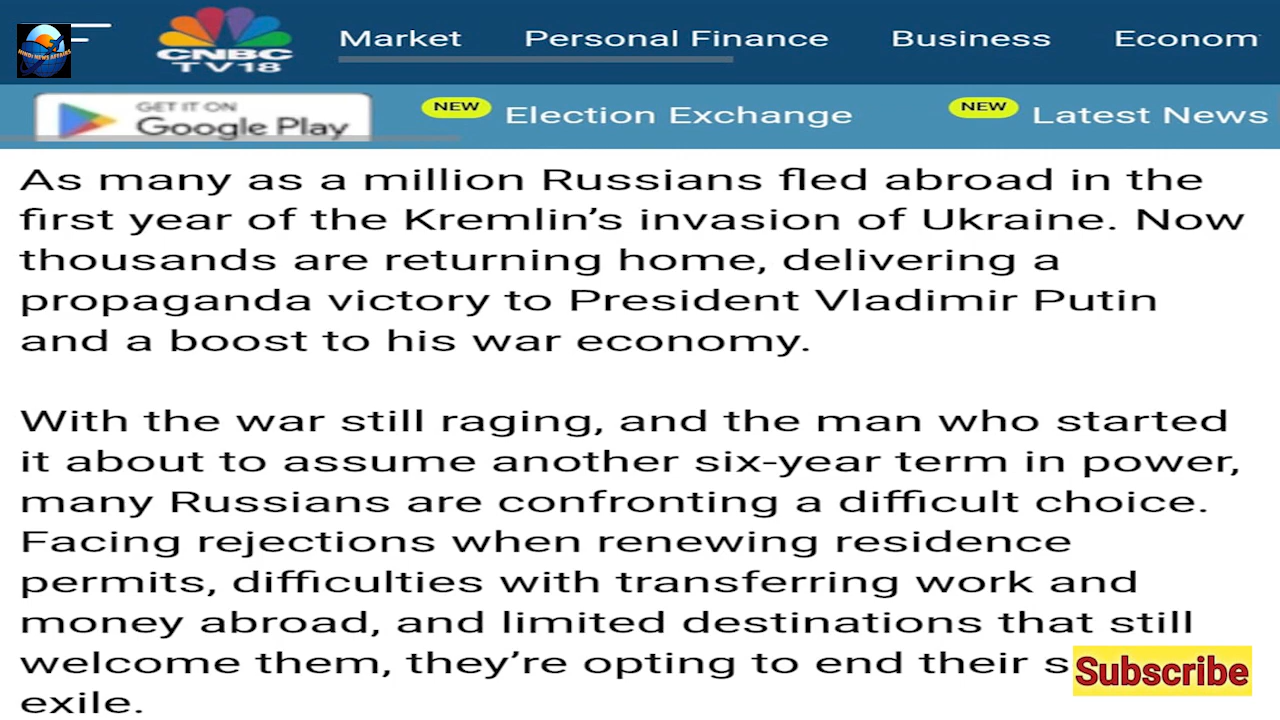 HINDI NEWS AFFAIRS
CNBC
TV18
Market Personal Finance Business Econom
GET IT ON
Google Play
NEW Election Exchange NEW Latest News
As many as a million Russians fled abroad in the
first year of the Kremlin’s invasion of Ukraine. Now
thousands are returning home, delivering a
propaganda victory to President Vladimir Putin
and a boost to his war economy.
With the war still raging, and the man who started
it about to assume another six-year term in power,
many Russians are confronting a difficult choice.
Facing rejections when renewing residence
permits, difficulties with transferring work and
money abroad, and limited destinations that still
welcome them, they’re opting to end their s
Subscribe
exile.